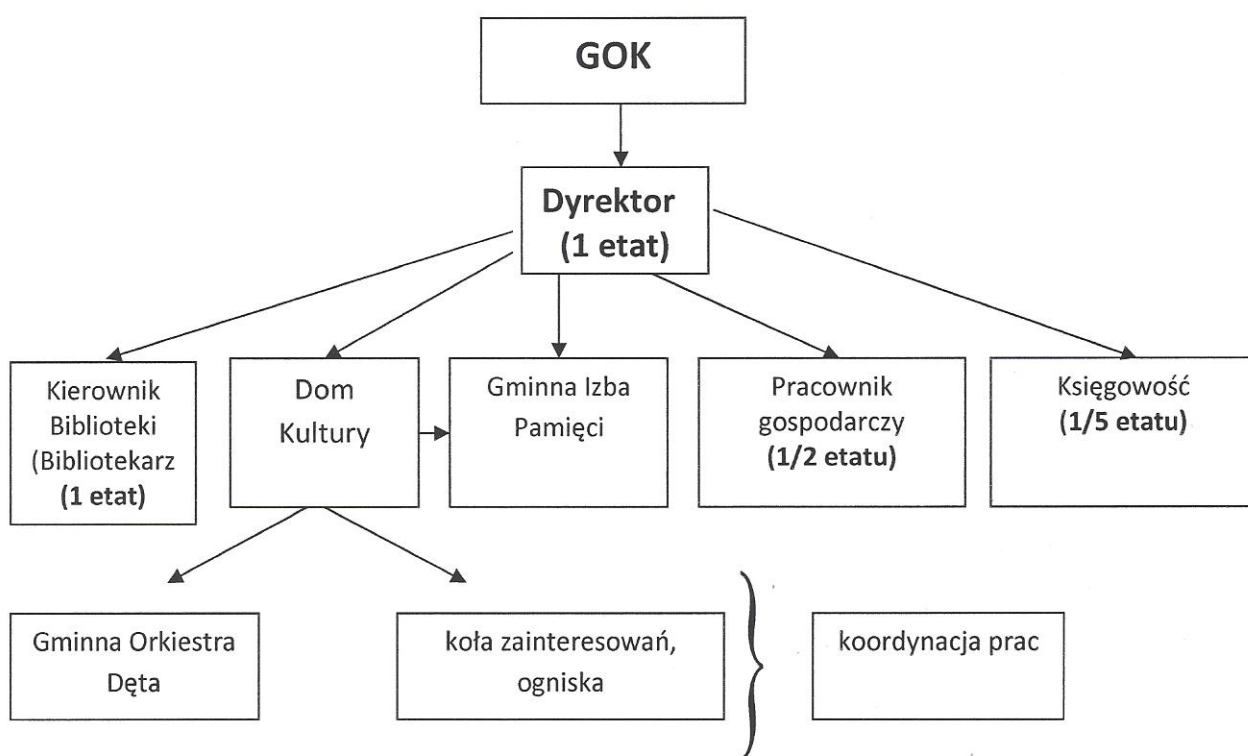 GOK
Dyrektor
(1 etat)
Kierownik
Biblioteki
(Bibliotekarz
(1 etat)
Dom
Kultury
Gminna Izba
Pamięci
Pracownik
gospodarczy
(1/2 etatu)
Księgowość
(1/5 etatu)
Gminna Orkiestra
Dęta
koła zainteresowań,
ogniska
koordynacja prac